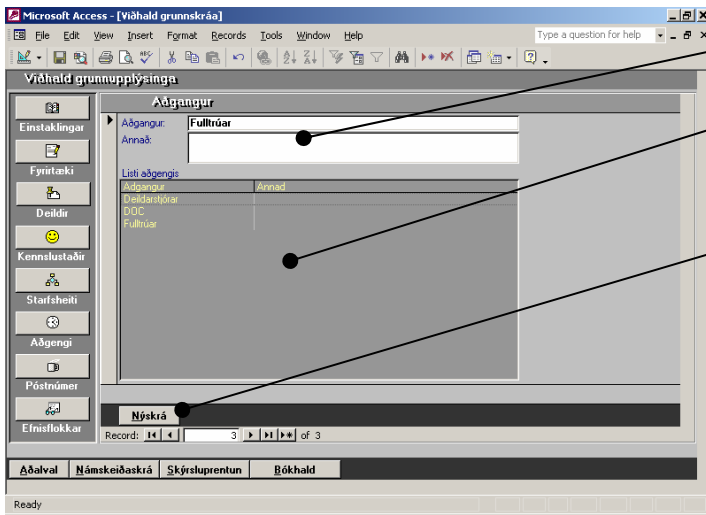 Microsoft Access - [Viðhald grunnskráa]
File Edit View Insert Format Records Tools Window Help
Type a question for help
Viðhald grunnupplýsinga
Aðgangur
Einstaklingar
Fyrirtæki
Deildir
Kennslustaðir
Starfsheiti
Aðgengi
Póstnúmer
Efnisflokkar
Aðgangur: Fulltrúar
Annað:
Listi aðgengis
Adgangur Annad
Deildarstjórar
DOC
Fulltrúar
Nýskrá
Record: 3 of 3
Aðalval Námskeiðaskrá Skýrsluprentun Bókhald
Ready